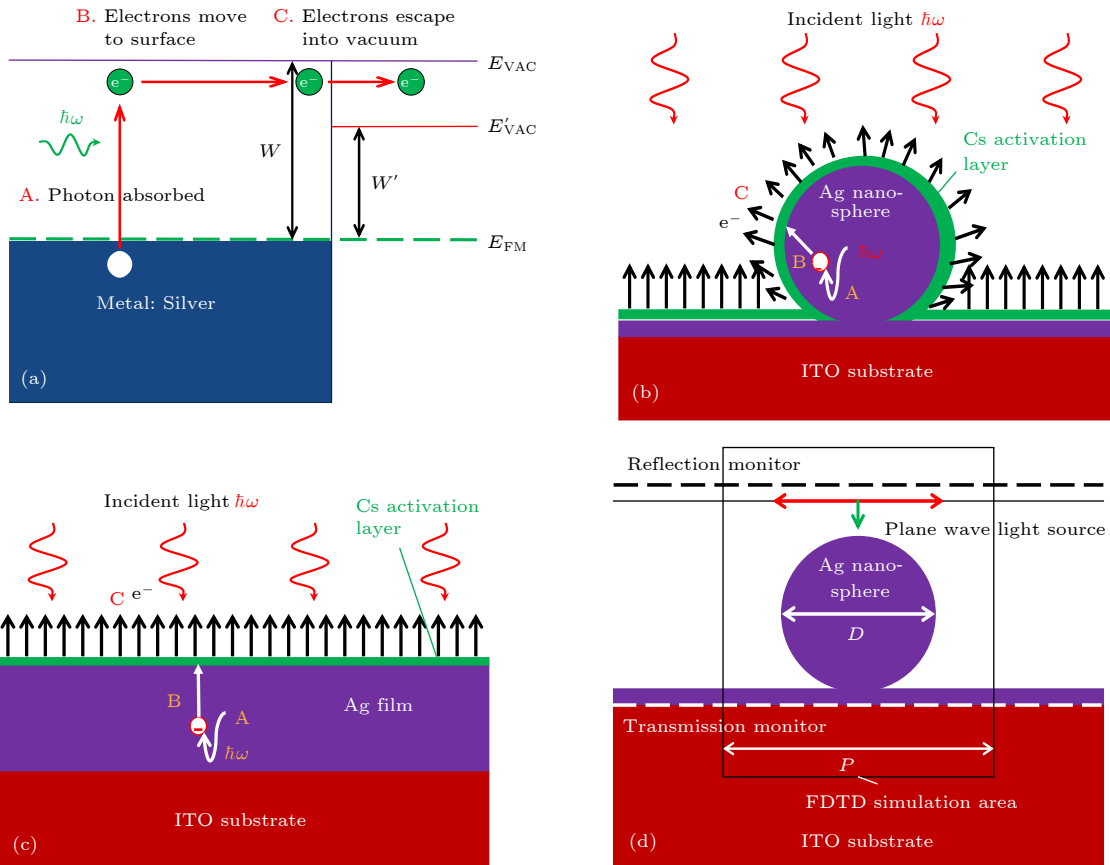 B. Electrons move
to surface
C. Electrons escape
into vacuum
E_VAC
e−
e−
e−
ħω
E′_VAC
W
W′
A. Photon absorbed
E_FM
Metal: Silver
(a)
Incident light ħω
Cs activation
layer
Ag nano-
sphere
C
e−
B
ħω
A
ITO substrate
(b)
Incident light ħω
Cs activation
layer
C
e−
B
A
Ag film
ħω
ITO substrate
(c)
Reflection monitor
Plane wave light source
Ag nano-
sphere
D
Transmission monitor
P
FDTD simulation area
ITO substrate
(d)